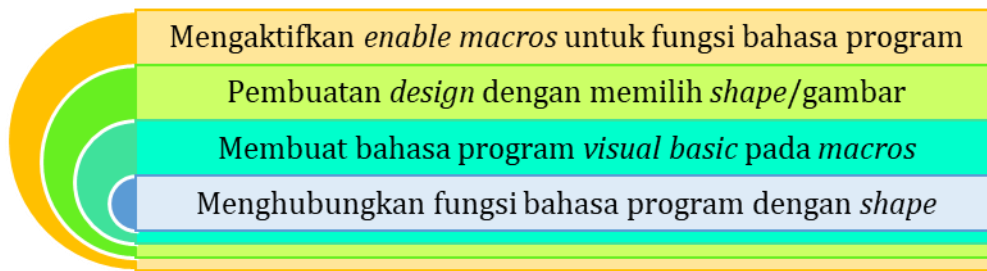 Mengaktifkan enable macros untuk fungsi bahasa program
Pembuatan design dengan memilih shape/gambar
Membuat bahasa program visual basic pada macros
Menghubungkan fungsi bahasa program dengan shape